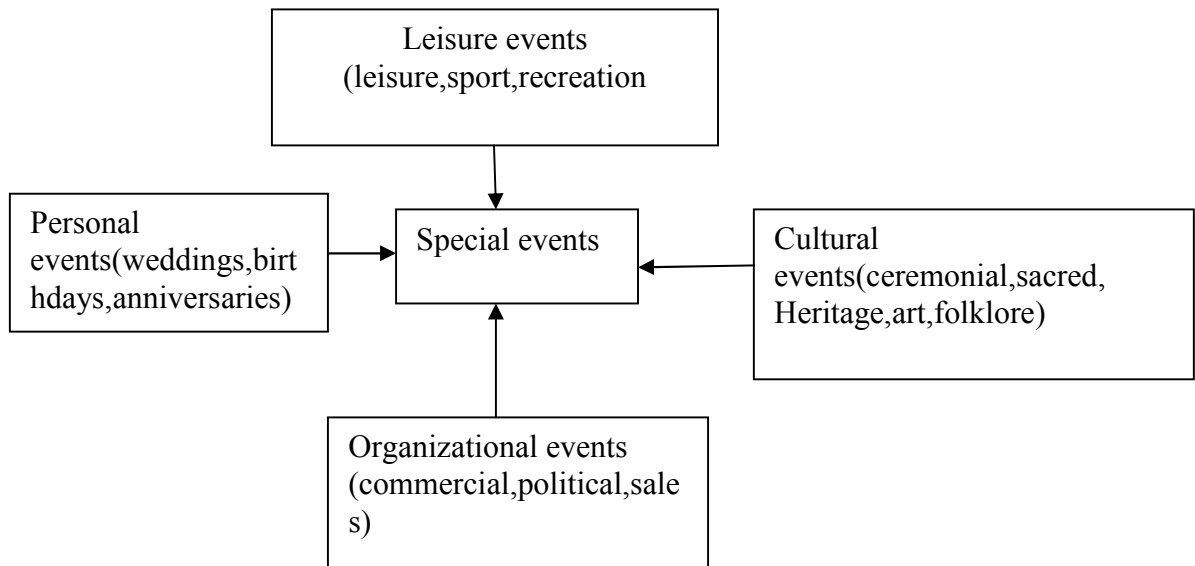 Leisure events
(leisure,sport,recreation
Personal
events(weddings,birt
hdays,anniversaries)
Special events
Cultural
events(ceremonial,sacred,
Heritage,art,folklore)
Organizational events
(commercial,political,sale
s)